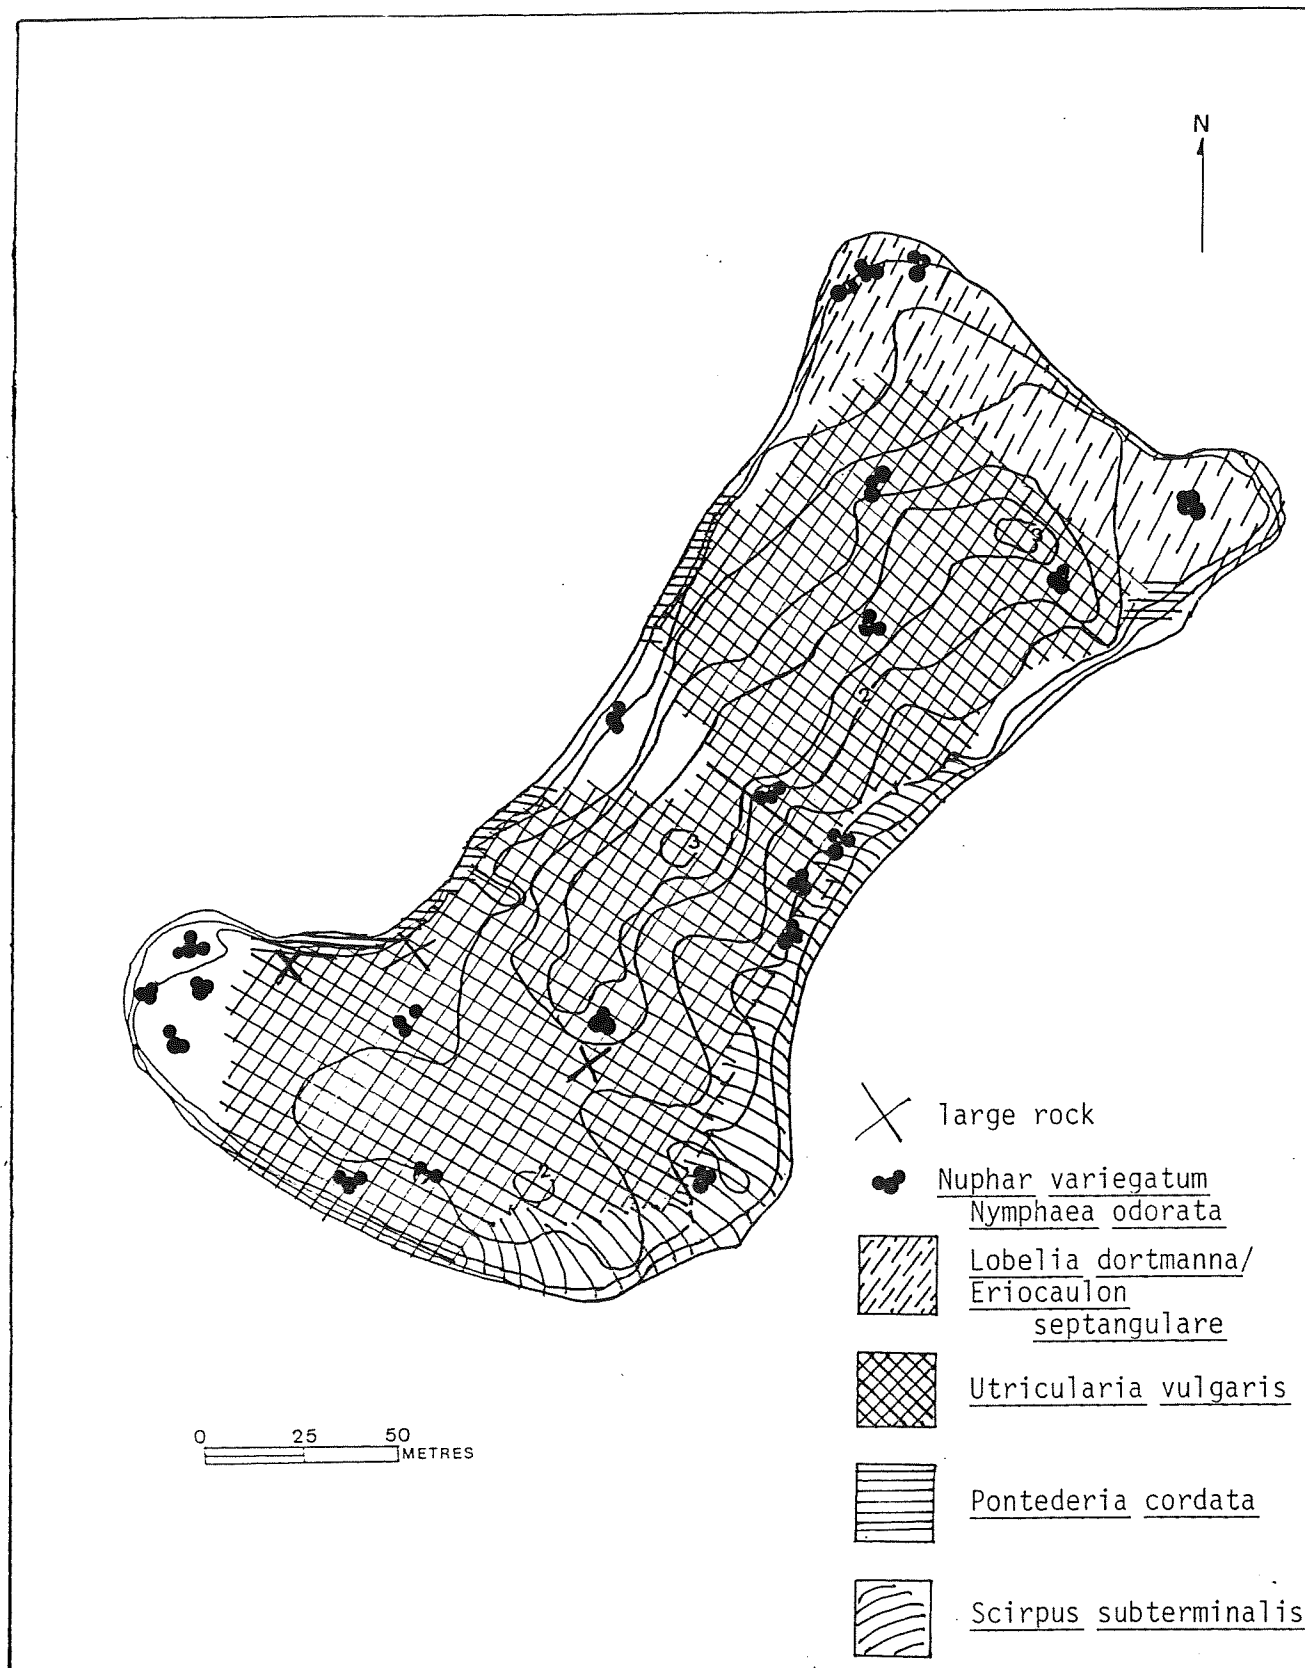 N
3
2
3
2
large rock
Nuphar variegatum
Nymphaea odorata
Lobelia dortmanna/
Eriocaulon
septangulare
Utricularia vulgaris
0 25 50
METRES
Pontederia cordata
Scirpus subterminalis